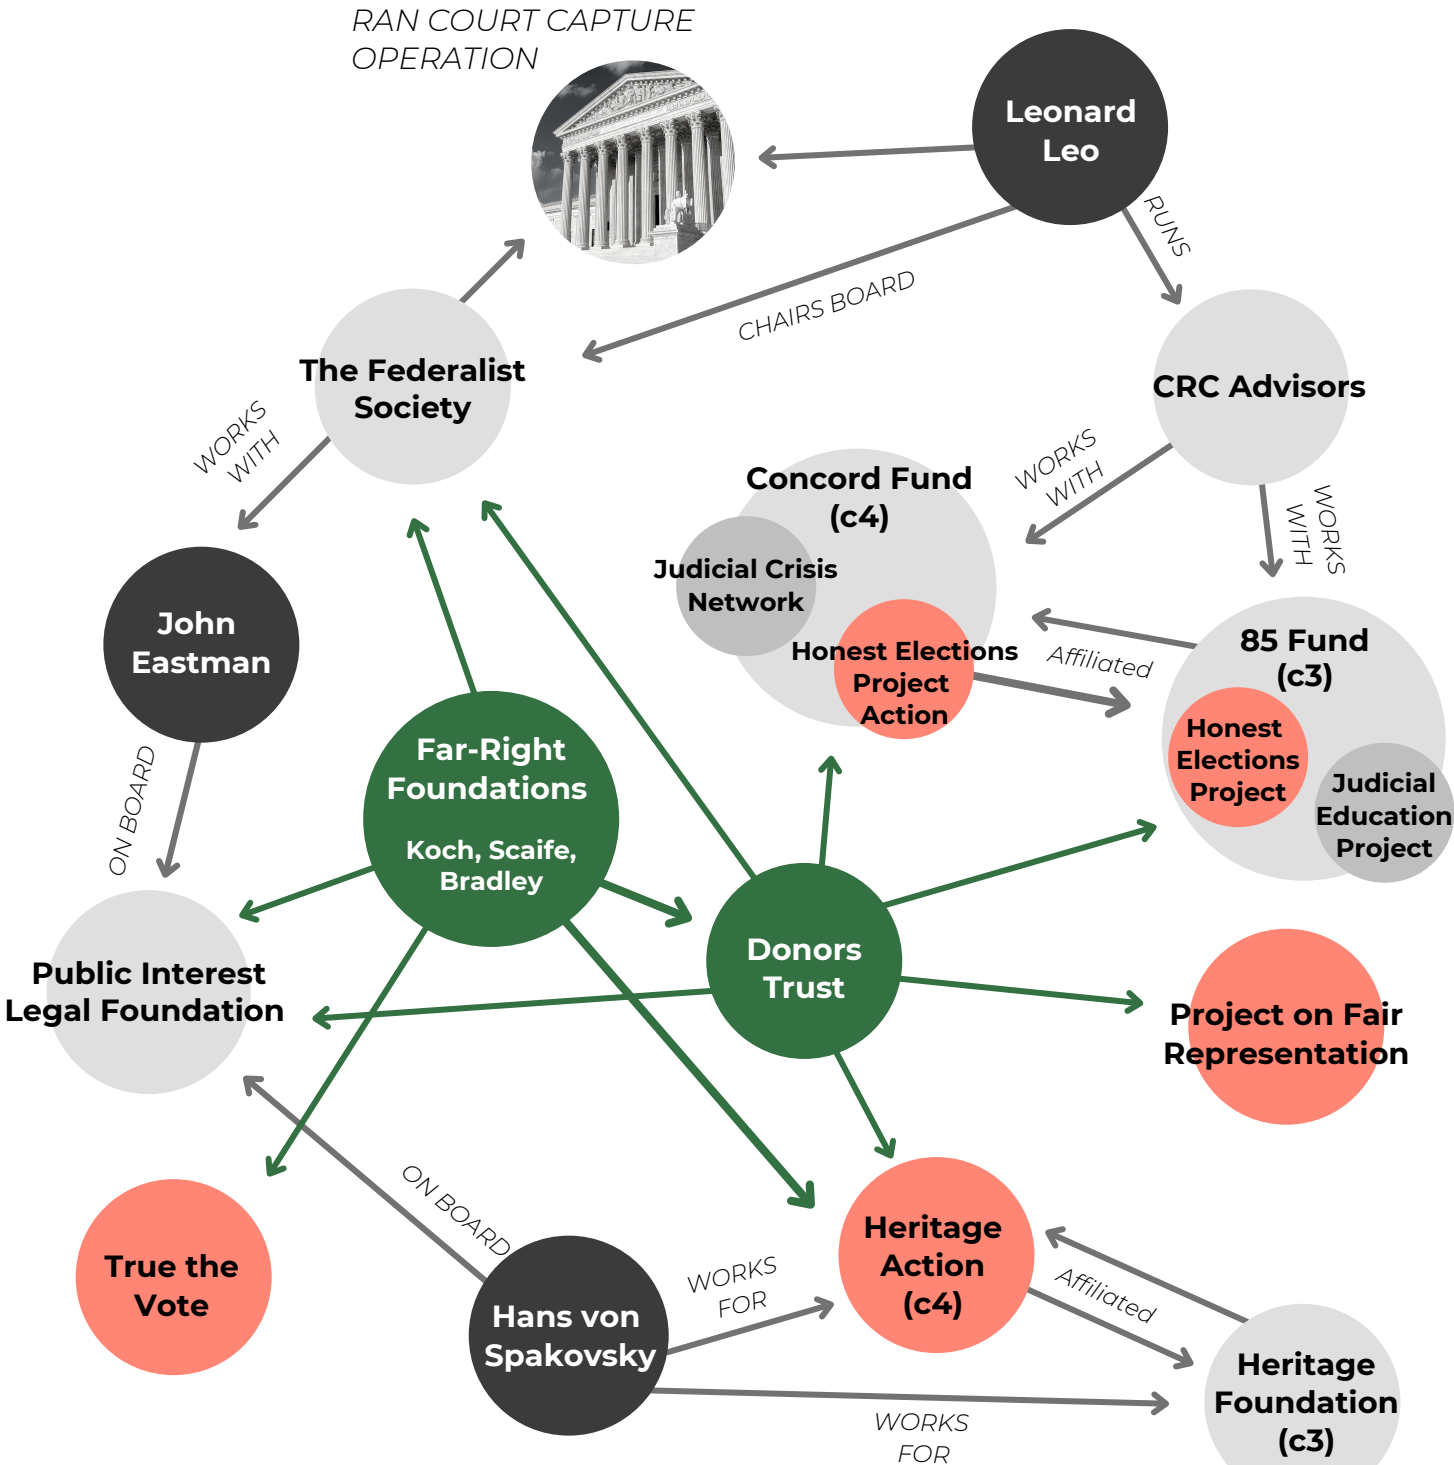 RAN COURT CAPTURE
OPERATION
Leonard
Leo
RUNS
CHAIRS BOARD
The Federalist
Society
CRC Advisors
WORKS
WITH
WORKS
WITH
WORKS
WITH
Concord Fund
(c4)
Judicial Crisis
Network
Honest Elections
Project
Action
Affiliated
85 Fund
(c3)
Honest
Elections
Project
Judicial
Education
Project
John
Eastman
ON BOARD
Far-Right
Foundations
Koch, Scaife,
Bradley
Donors
Trust
Public Interest
Legal Foundation
Project on Fair
Representation
True the
Vote
ON BOARD
Hans von
Spakovsky
WORKS
FOR
Heritage
Action
(c4)
Affiliated
WORKS
FOR
Heritage
Foundation
(c3)